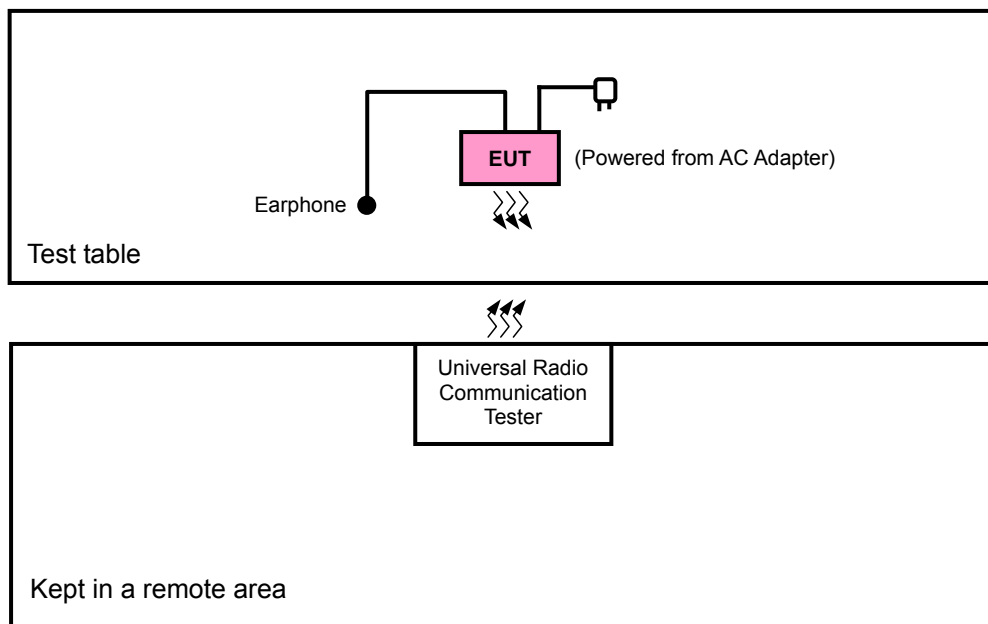 EUT
(Powered from AC Adapter)
Earphone
Test table
Universal Radio
Communication
Tester
Kept in a remote area